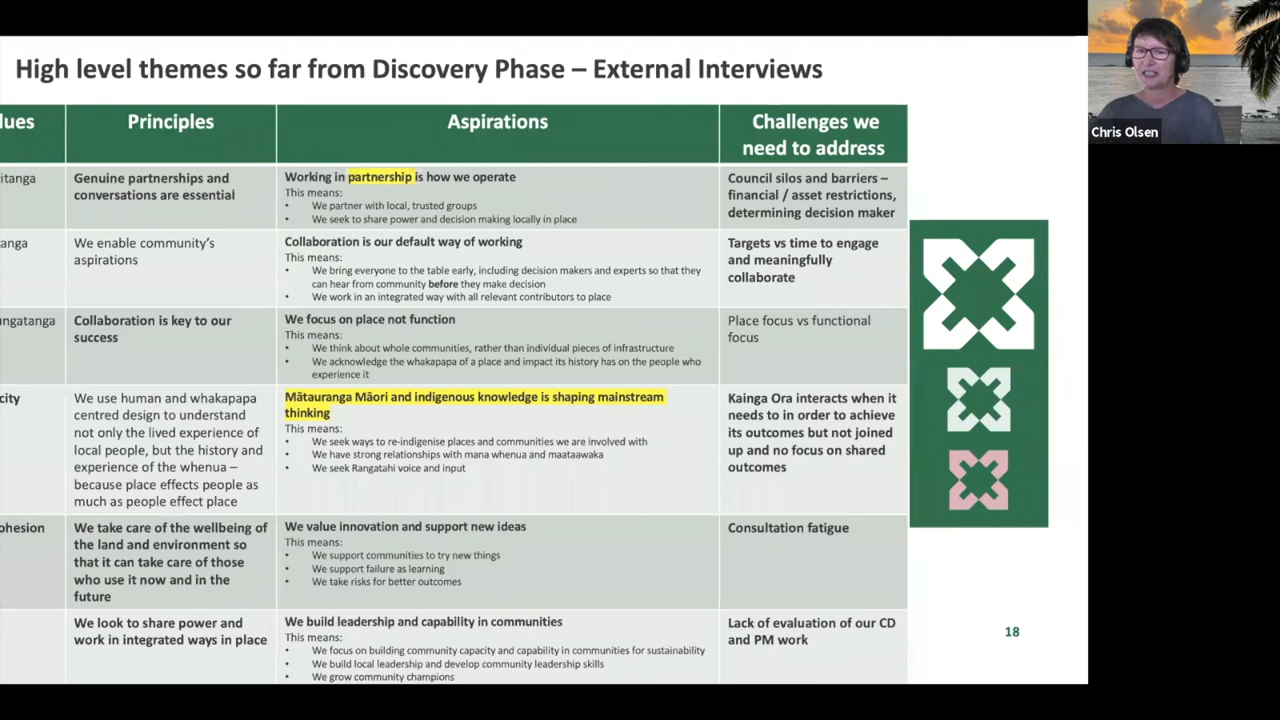 High level themes so far from Discovery Phase – External Interviews
Principles
Aspirations
Challenges we
need to address
Genuine partnerships and
conversations are essential
Working in partnership is how we operate
This means:
• We partner with local, trusted groups
• We seek to share power and decision making locally in place
Council silos and barriers –
financial / asset restrictions,
determining decision maker
We enable community's
aspirations
Collaboration is our default way of working
This means:
• We bring everyone to the table early, including decision makers and experts so that they
can hear from community before they make decision
• We work in an integrated way with all relevant contributors to place
Targets vs time to engage
and meaningfully
collaborate
Collaboration is key to our
success
We focus on place not function
This means:
• We think about whole communities, rather than individual pieces of infrastructure
• We acknowledge the whakapapa of a place and impact its history has on the people who
experience it
Place focus vs functional
focus
We use human and whakapapa
centred design to understand
not only the lived experience of
local people, but the history and
experience of the whenua –
because place effects people as
much as people effect place
Mātauranga Māori and indigenous knowledge is shaping mainstream
thinking
This means:
• We seek ways to re-indigenise places and communities we are involved with
• We have strong relationships with mana whenua and maataawaka
• We seek Rangatahi voice and input
Kainga Ora interacts when it
needs to in order to achieve
its outcomes but not joined
up and no focus on shared
outcomes
We take care of the wellbeing of
the land and environment so
that it can take care of those
who use it now and in the
future
We value innovation and support new ideas
This means:
• We support communities to try new things
• We support failure as learning
• We take risks for better outcomes
Consultation fatigue
We look to share power and
work in integrated ways in place
We build leadership and capability in communities
This means:
• We focus on building community capacity and capability in communities for sustainability
• We build local leadership and develop community leadership skills
• We grow community champions
Lack of evaluation of our CD
and PM work
18
Chris Olsen